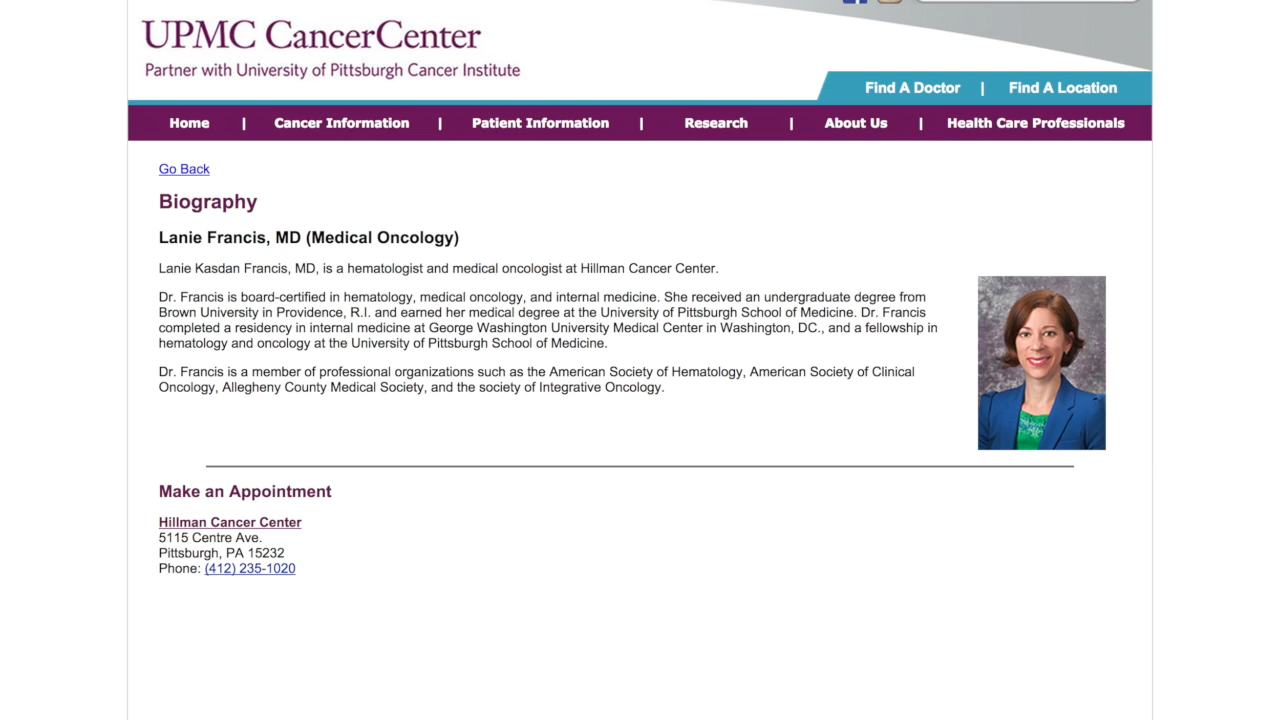 UPMC CancerCenter
Partner with University of Pittsburgh Cancer Institute
Find A Doctor | Find A Location
Home | Cancer Information | Patient Information | Research | About Us | Health Care Professionals
Go Back
Biography
Lanie Francis, MD (Medical Oncology)
Lanie Kasdan Francis, MD, is a hematologist and medical oncologist at Hillman Cancer Center.
Dr. Francis is board-certified in hematology, medical oncology, and internal medicine. She received an undergraduate degree from
Brown University in Providence, R.I. and earned her medical degree at the University of Pittsburgh School of Medicine. Dr. Francis
completed a residency in internal medicine at George Washington University Medical Center in Washington, DC., and a fellowship in
hematology and oncology at the University of Pittsburgh School of Medicine.
Dr. Francis is a member of professional organizations such as the American Society of Hematology, American Society of Clinical
Oncology, Allegheny County Medical Society, and the society of Integrative Oncology.
Make an Appointment
Hillman Cancer Center
5115 Centre Ave.
Pittsburgh, PA 15232
Phone: (412) 235-1020